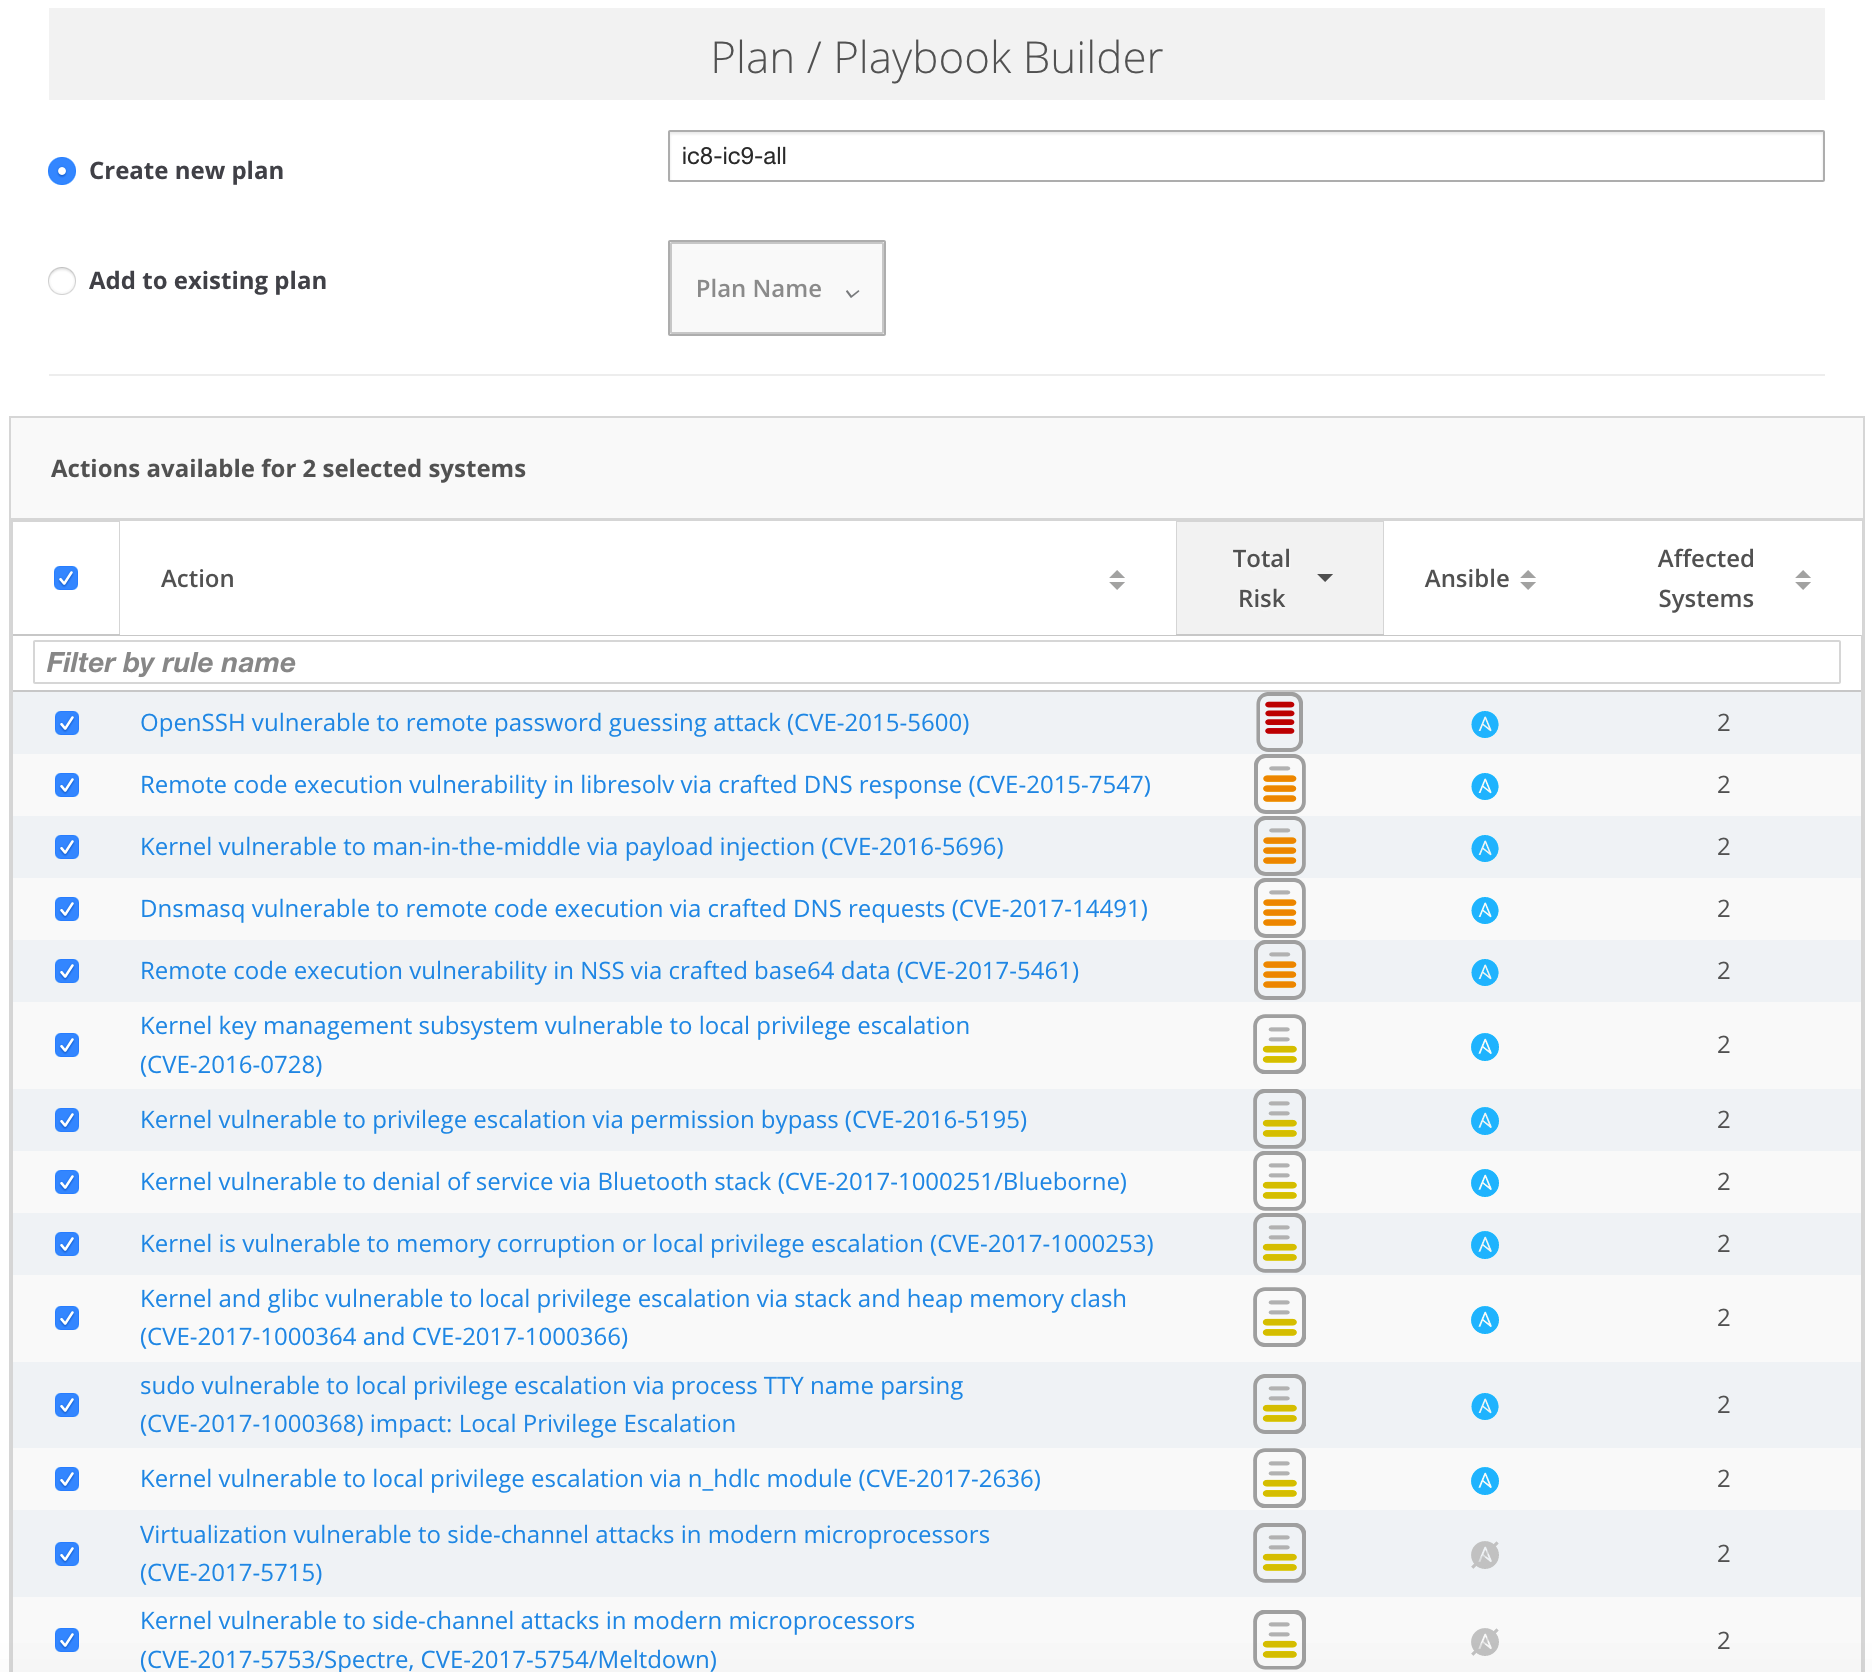 Plan / Playbook Builder
Create new plan
ic8-ic9-all
Add to existing plan
Plan Name
Actions available for 2 selected systems
Action
Total
Risk
Ansible
Affected
Systems
Filter by rule name
OpenSSH vulnerable to remote password guessing attack (CVE-2015-5600)
2
Remote code execution vulnerability in libresolv via crafted DNS response (CVE-2015-7547)
2
Kernel vulnerable to man-in-the-middle via payload injection (CVE-2016-5696)
2
Dnsmasq vulnerable to remote code execution via crafted DNS requests (CVE-2017-14491)
2
Remote code execution vulnerability in NSS via crafted base64 data (CVE-2017-5461)
2
Kernel key management subsystem vulnerable to local privilege escalation
(CVE-2016-0728)
2
Kernel vulnerable to privilege escalation via permission bypass (CVE-2016-5195)
2
Kernel vulnerable to denial of service via Bluetooth stack (CVE-2017-1000251/Blueborne)
2
Kernel is vulnerable to memory corruption or local privilege escalation (CVE-2017-1000253)
2
Kernel and glibc vulnerable to local privilege escalation via stack and heap memory clash
(CVE-2017-1000364 and CVE-2017-1000366)
2
sudo vulnerable to local privilege escalation via process TTY name parsing
(CVE-2017-1000368) impact: Local Privilege Escalation
2
Kernel vulnerable to local privilege escalation via n_hdlc module (CVE-2017-2636)
2
Virtualization vulnerable to side-channel attacks in modern microprocessors
(CVE-2017-5715)
2
Kernel vulnerable to side-channel attacks in modern microprocessors
(CVE-2017-5753/Spectre, CVE-2017-5754/Meltdown)
2